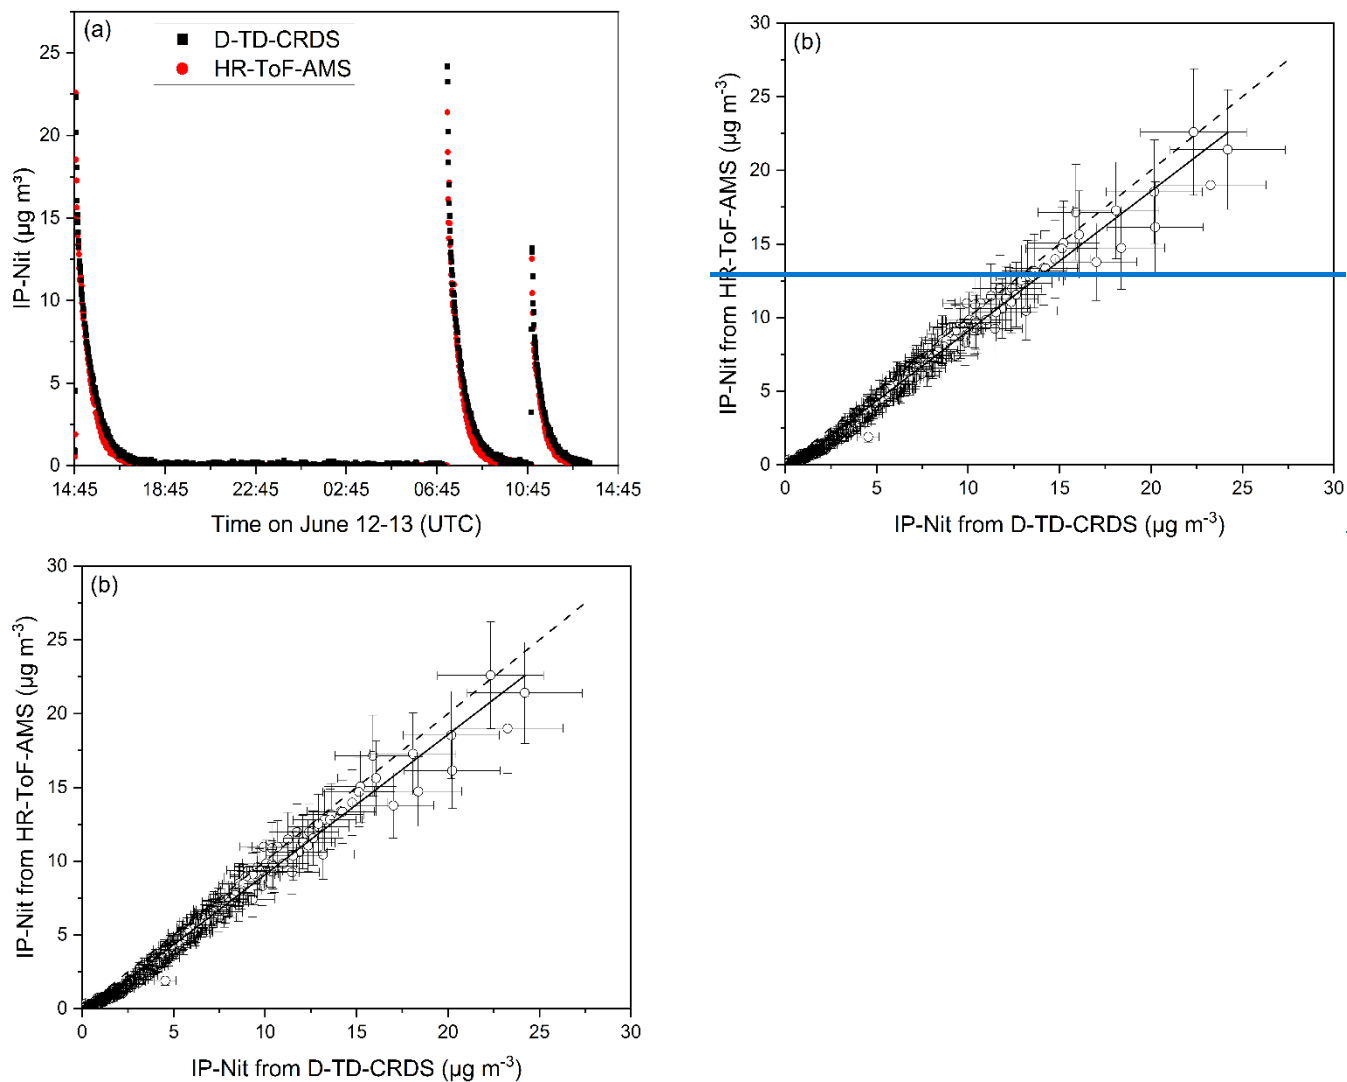 (a)
D-TD-CRDS
HR-ToF-AMS
IP-Nit (µg m³)
25
20
15
10
5
0
14:45 18:45 22:45 02:45 06:45 10:45 14:45
Time on June 12-13 (UTC)
(b)
IP-Nit from HR-ToF-AMS (µg m⁻³)
30
25
20
15
10
5
0
0 5 10 15 20 25 30
IP-Nit from D-TD-CRDS (µg m⁻³)
(b)
IP-Nit from HR-ToF-AMS (µg m⁻³)
30
25
20
15
10
5
0
0 5 10 15 20 25 30
IP-Nit from D-TD-CRDS (µg m⁻³)